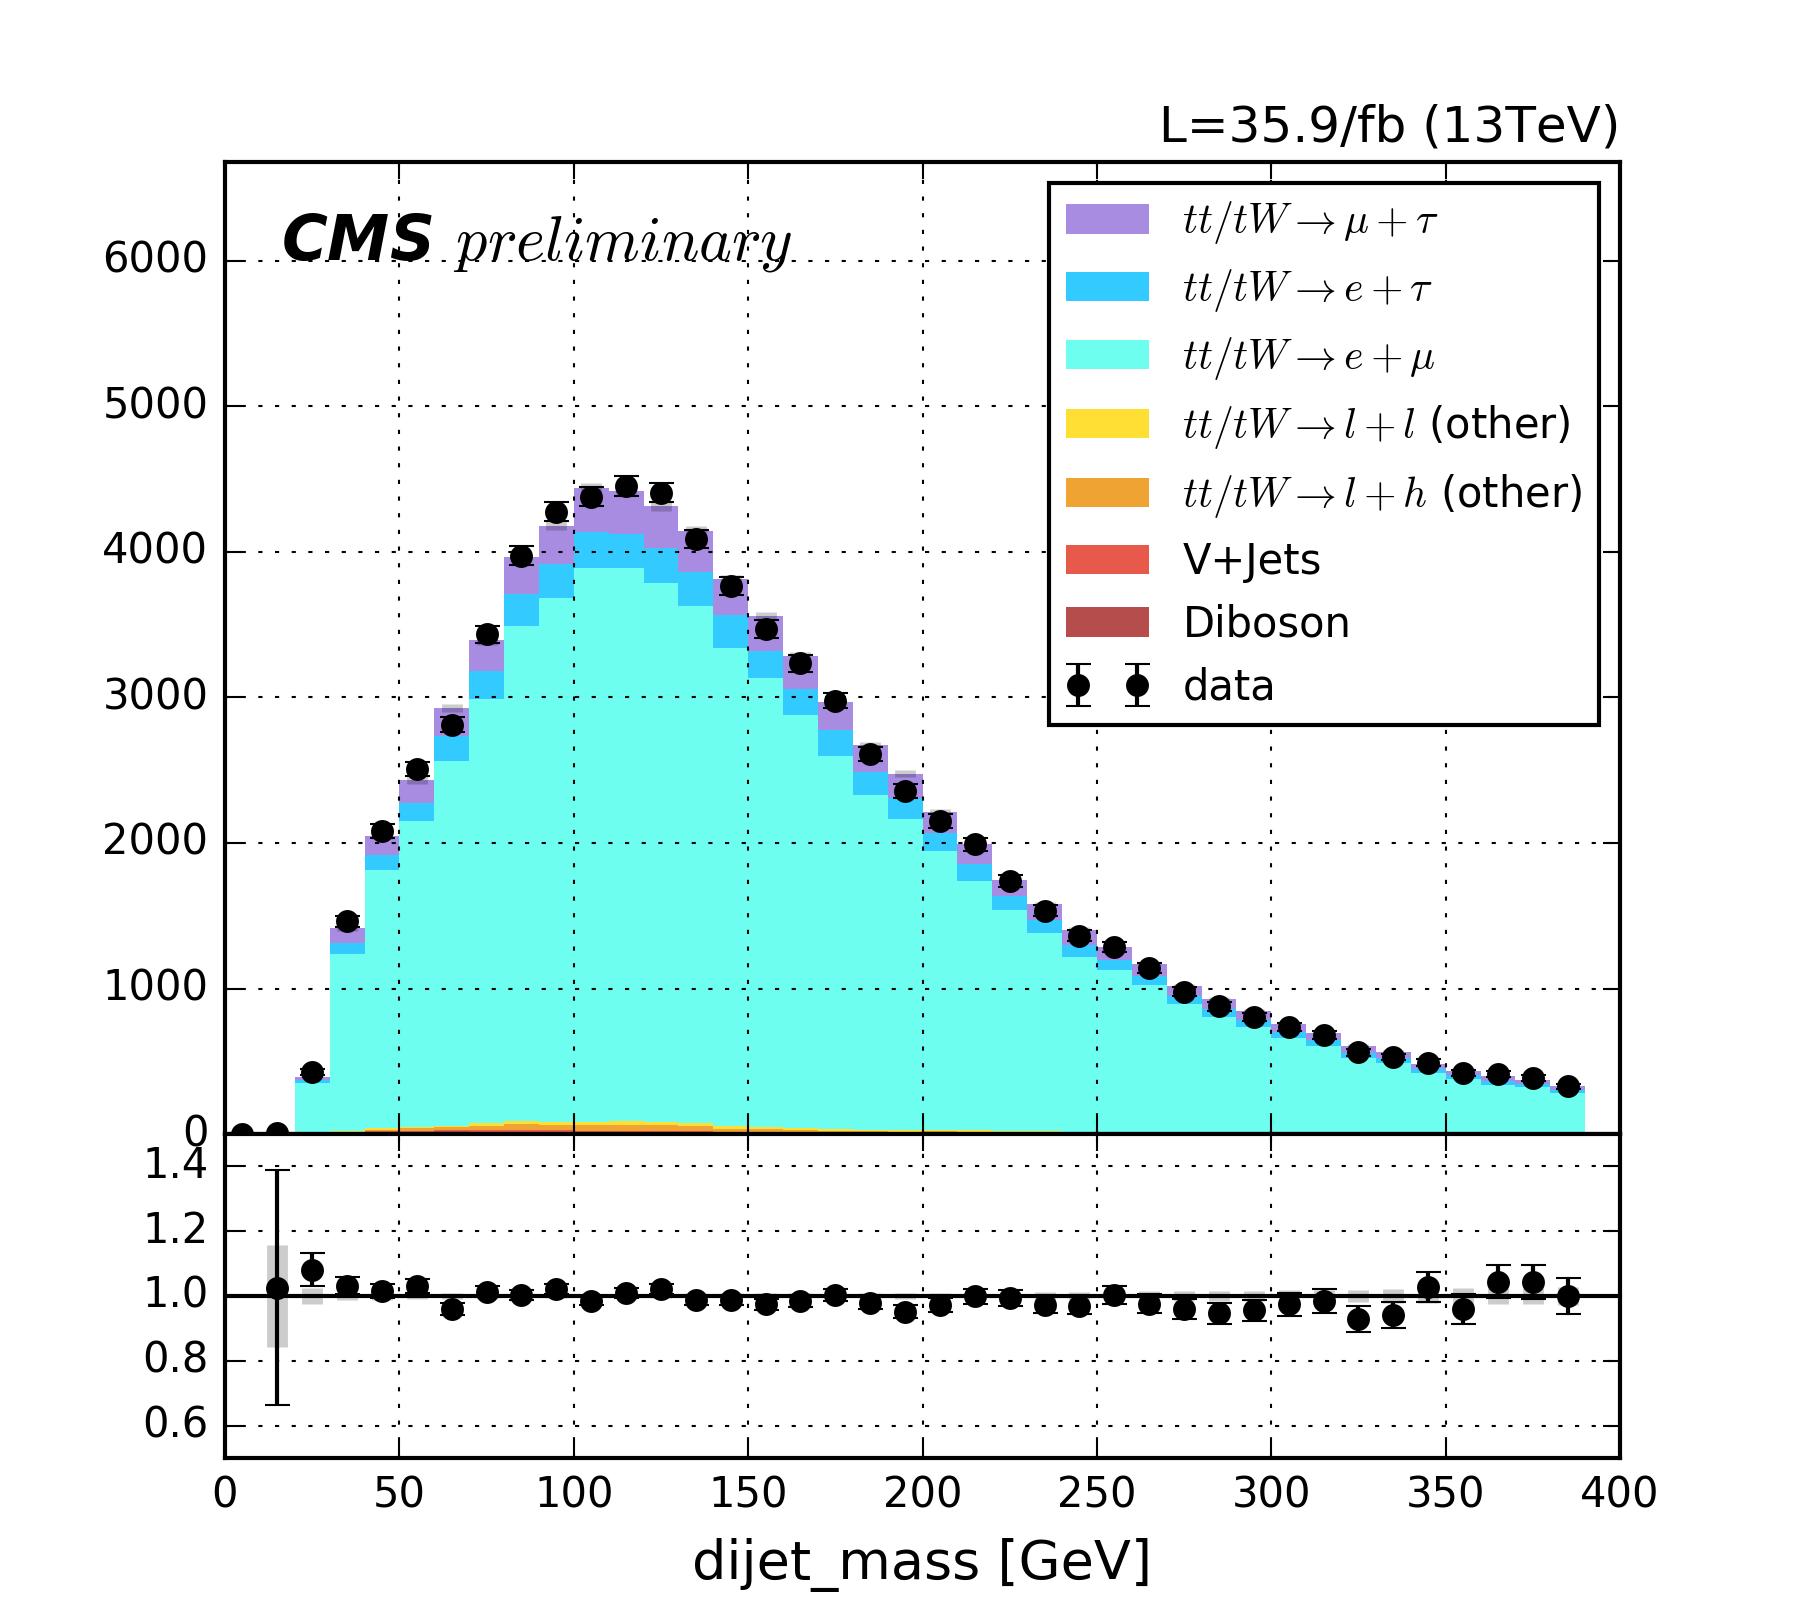 L=35.9/fb (13TeV)
CMS preliminary
tt/tW→μ+τ
tt/tW→e+τ
tt/tW→e+μ
tt/tW→l+l (other)
tt/tW→l+h (other)
V+Jets
Diboson
data
6000
5000
4000
3000
2000
1000
0
1.4
1.2
1.0
0.8
0.6
0 50 100 150 200 250 300 350 400
dijet_mass [GeV]